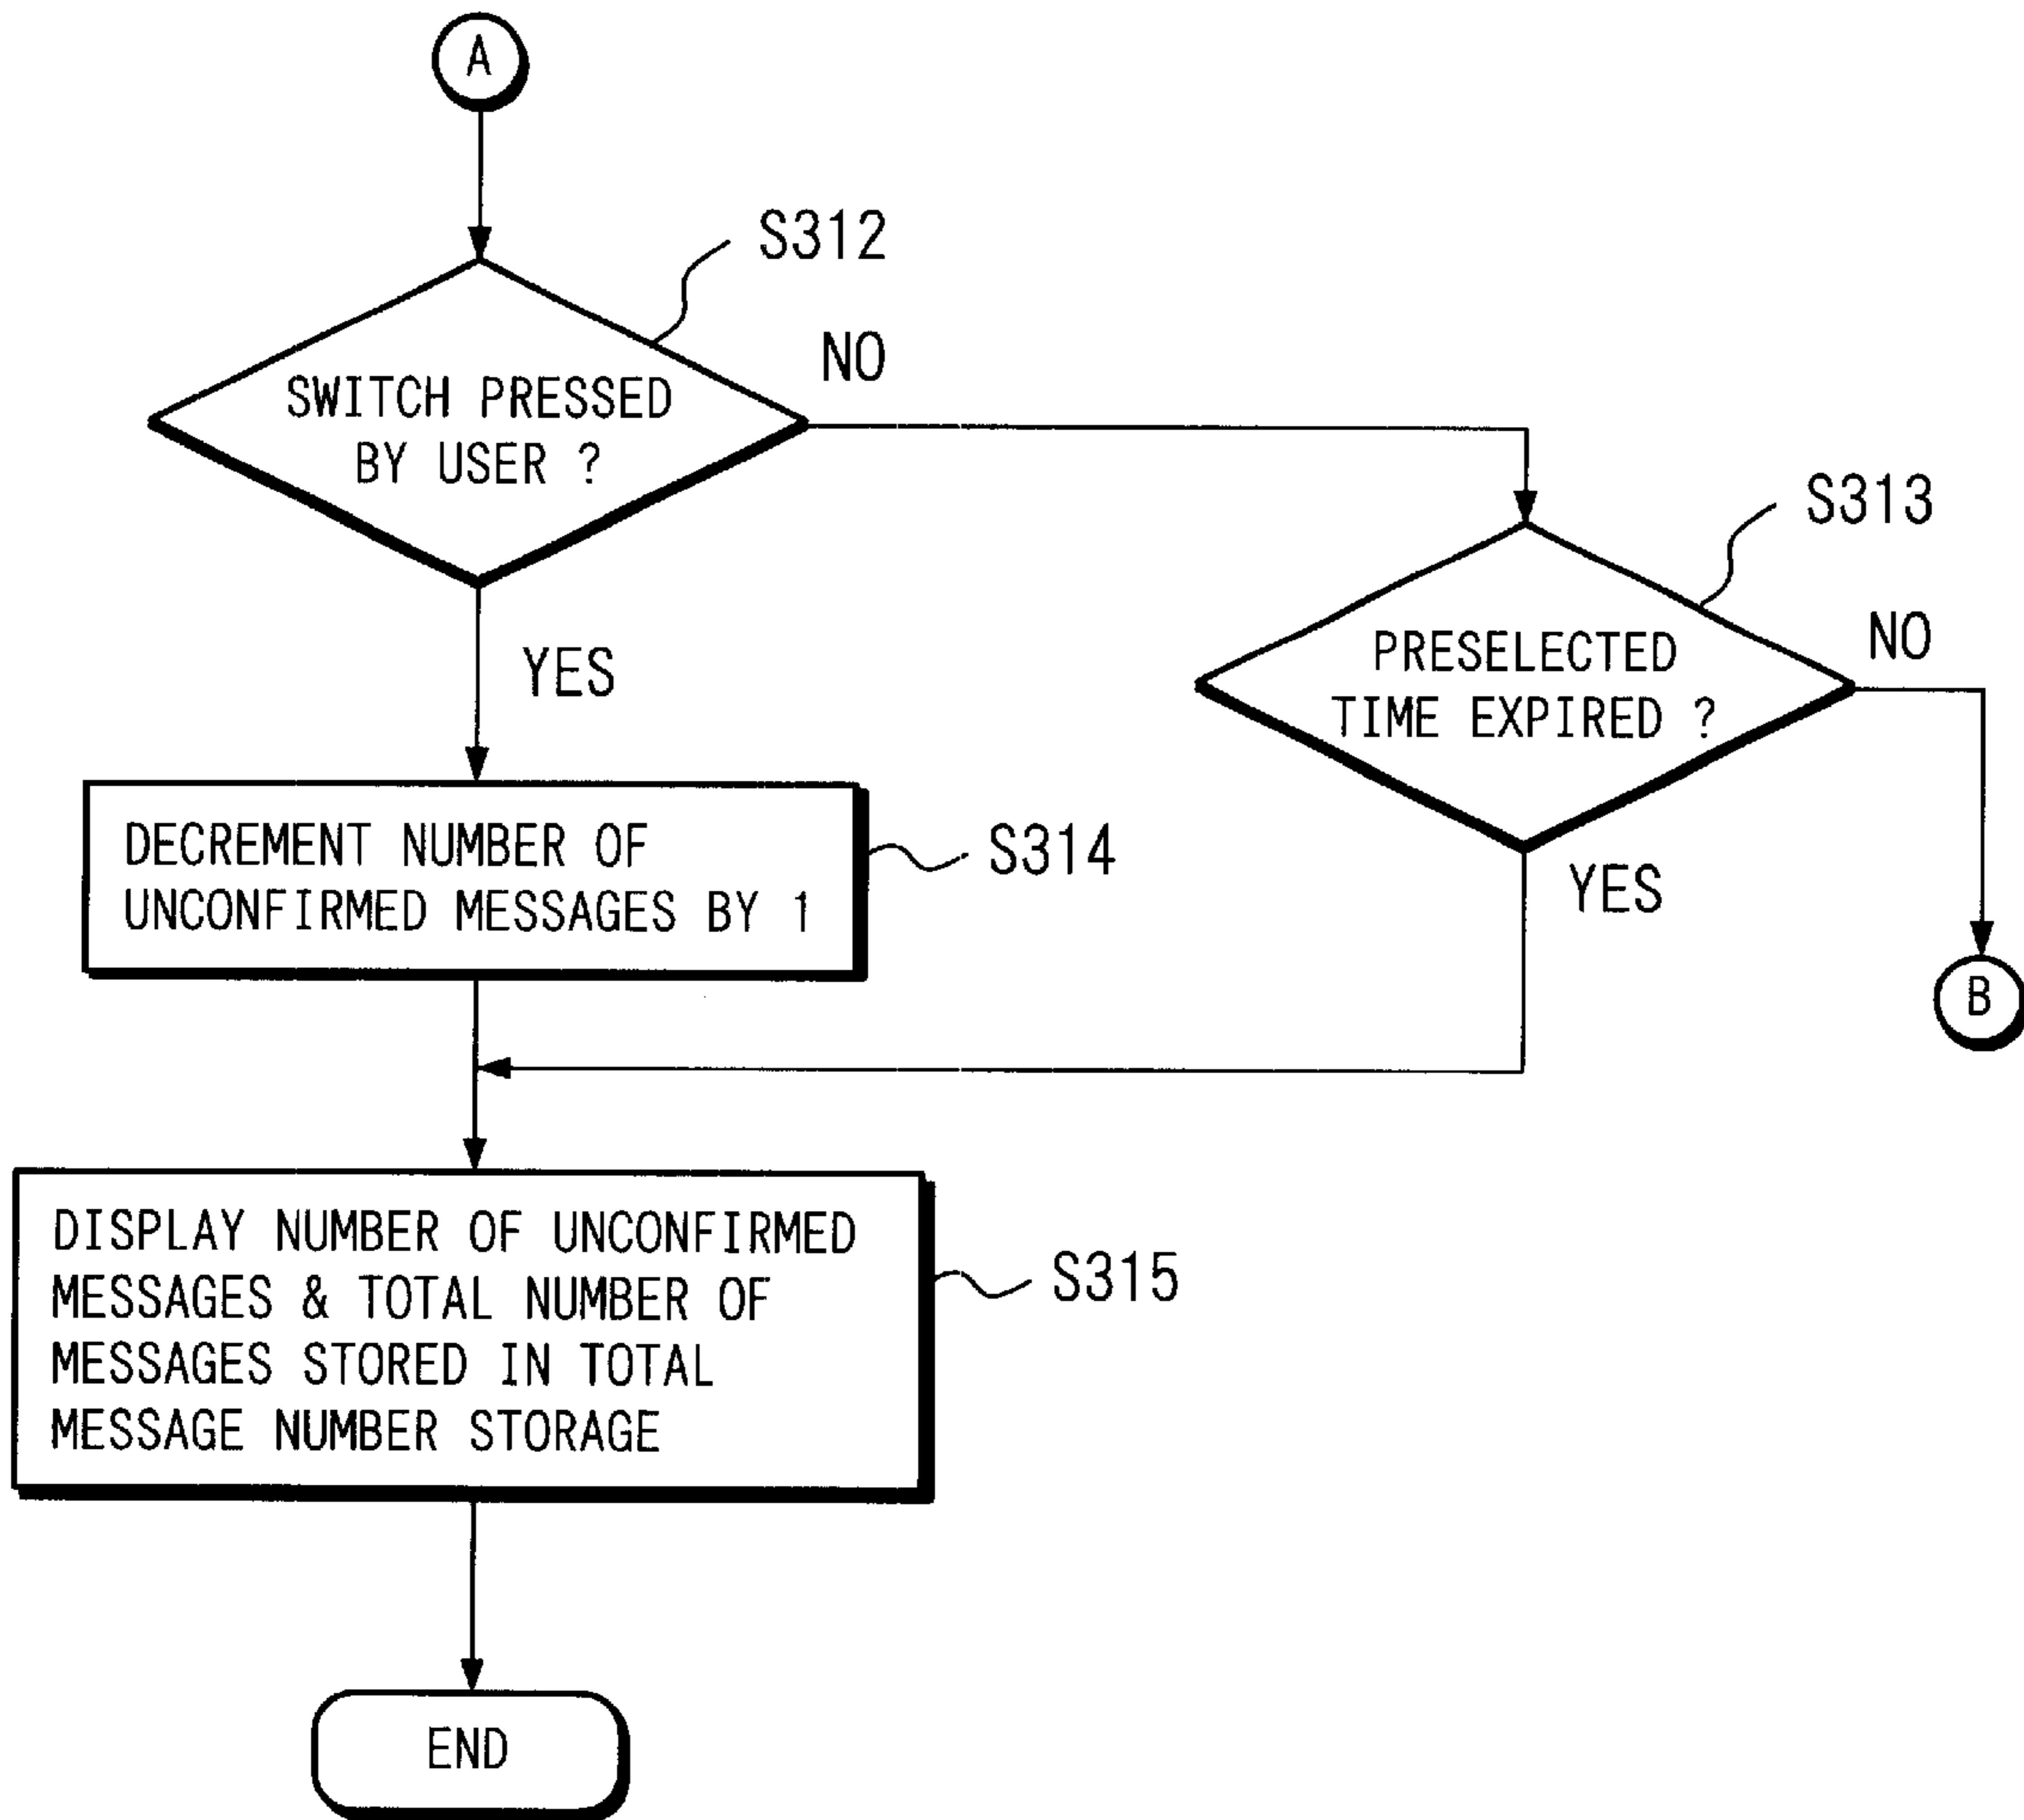 A
S312
SWITCH PRESSED
BY USER ?
NO
S313
PRESELECTED
TIME EXPIRED ?
NO
YES
DECREMENT NUMBER OF
UNCONFIRMED MESSAGES BY 1
S314
YES
B
DISPLAY NUMBER OF UNCONFIRMED
MESSAGES & TOTAL NUMBER OF
MESSAGES STORED IN TOTAL
MESSAGE NUMBER STORAGE
S315
END